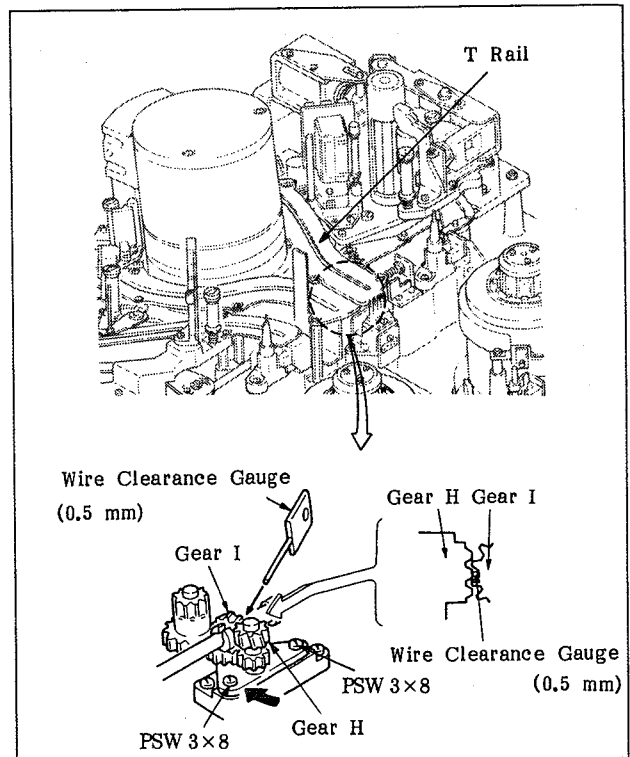 T Rail
Wire Clearance Gauge
(0.5 mm)
Gear I
Gear H Gear I
Wire Clearance Gauge
(0.5 mm)
PSW 3×8
Gear H
PSW 3×8